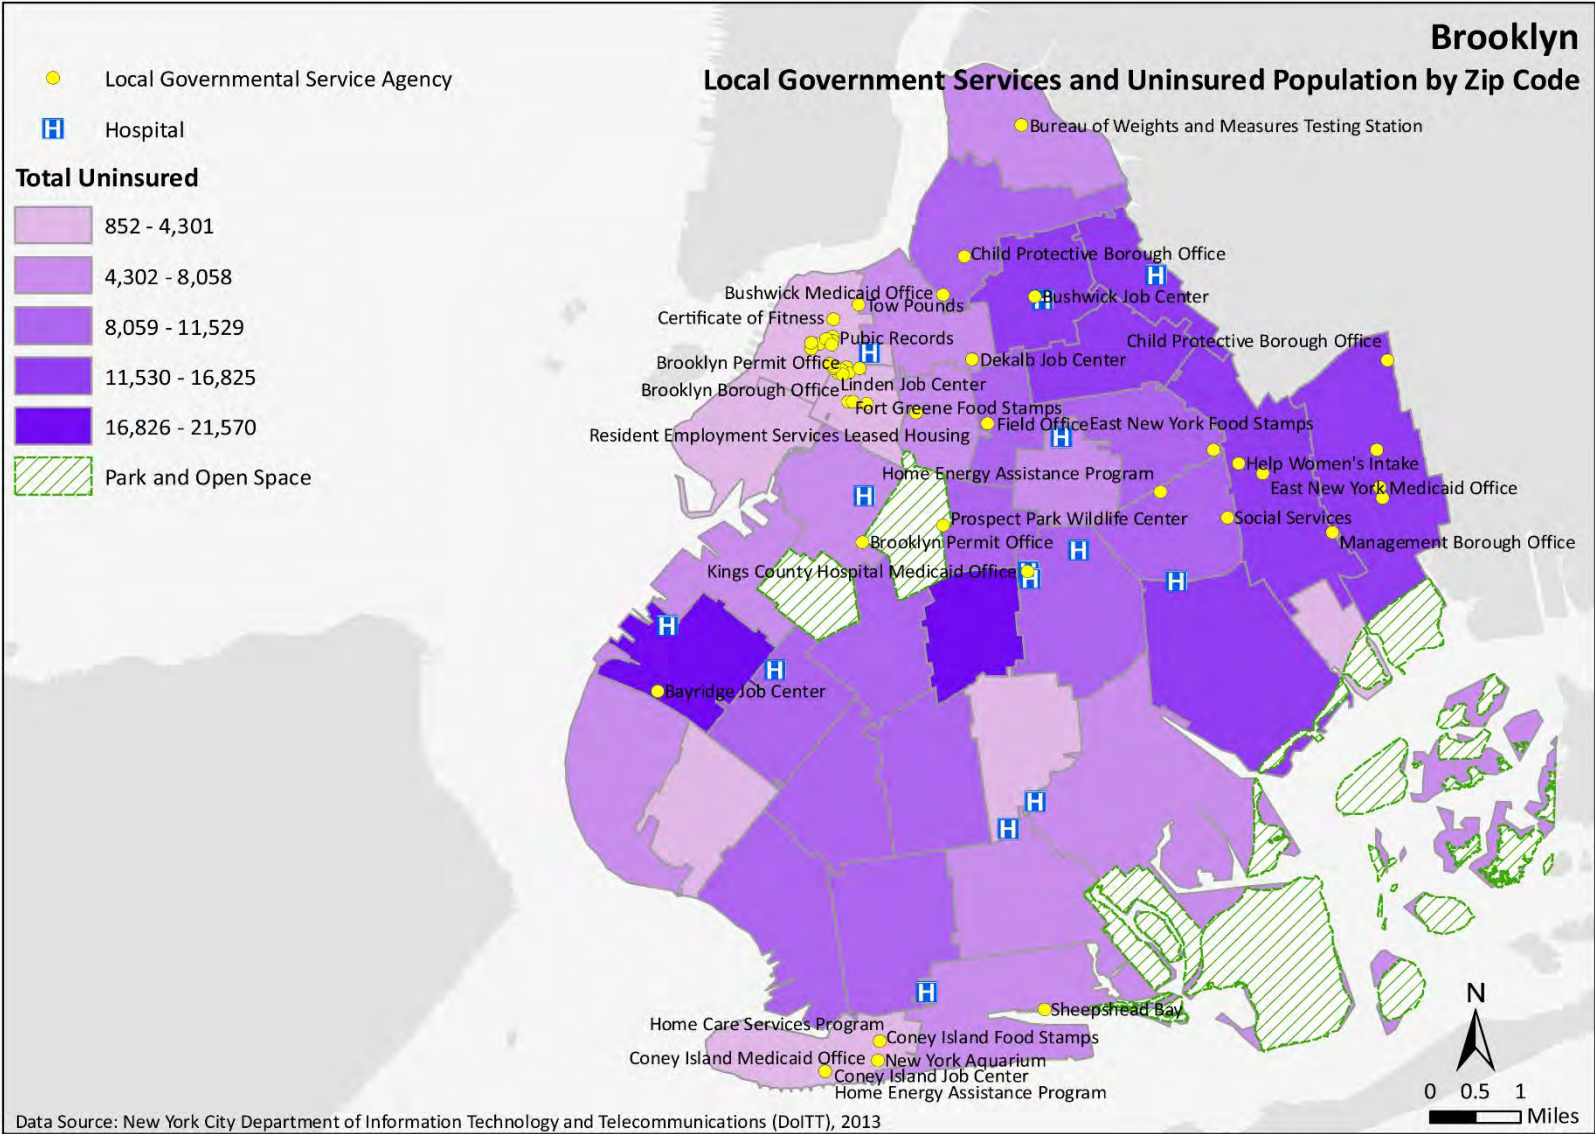 Brooklyn
Local Government Services and Uninsured Population by Zip Code
Local Governmental Service Agency
H Hospital
Total Uninsured
852 - 4,301
4,302 - 8,058
8,059 - 11,529
11,530 - 16,825
16,826 - 21,570
Park and Open Space
Bureau of Weights and Measures Testing Station
Child Protective Borough Office
H
Bushwick Medicaid Office
H Bushwick Job Center
Tow Pounds
Certificate of Fitness
Pubic Records
Child Protective Borough Office
H
Brooklyn Permit Office
Dekalb Job Center
Linden Job Center
Brooklyn Borough Office
Fort Greene Food Stamps
Field Office
East New York Food Stamps
Resident Employment Services Leased Housing
H
Help Women's Intake
Home Energy Assistance Program
East New York Medicaid Office
H
Prospect Park Wildlife Center
Social Services
Brooklyn Permit Office
Management Borough Office
H
Kings County Hospital Medicaid Office
H
H
H
H
H
Bayridge Job Center
H
H
H
Sheepshead Bay
Home Care Services Program
Coney Island Food Stamps
Coney Island Medicaid Office
New York Aquarium
Coney Island Job Center
Home Energy Assistance Program
N
0 0.5 1
Miles
Data Source: New York City Department of Information Technology and Telecommunications (DoITT), 2013